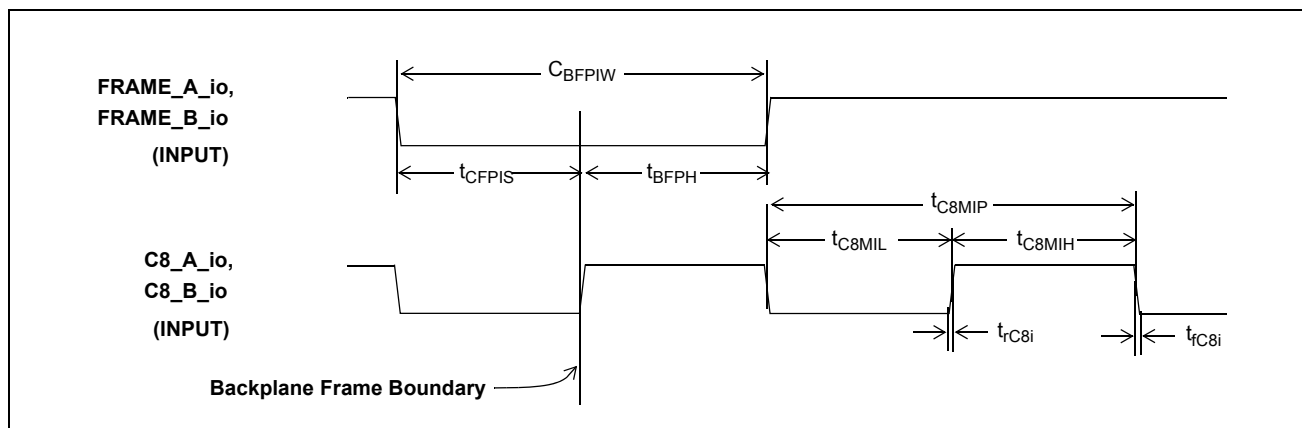 C_BFPIW
FRAME_A_io,
FRAME_B_io
(INPUT)
t_CFPIS
t_BFPH
t_C8MIP
t_C8MIL
t_C8MIH
C8_A_io,
C8_B_io
(INPUT)
t_rC8i
t_fC8i
Backplane Frame Boundary